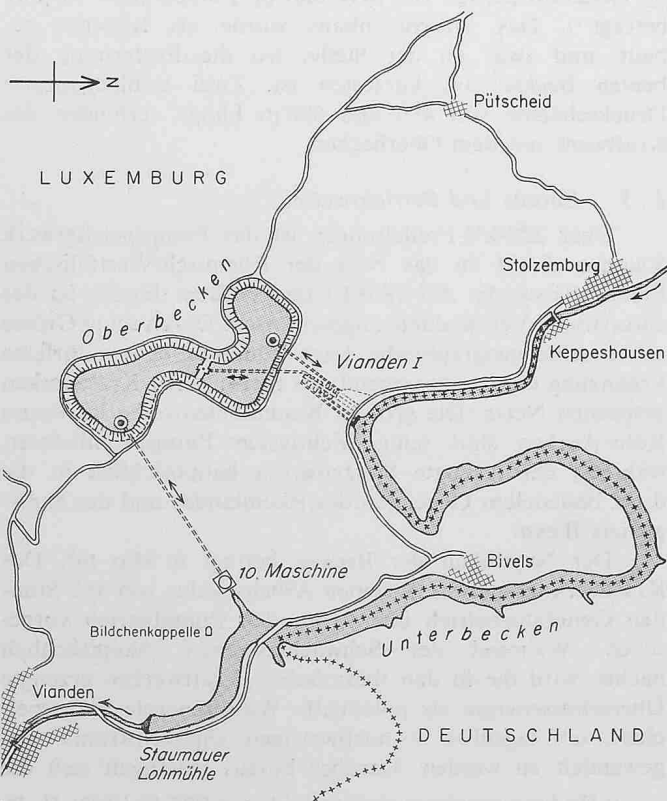 Pütscheid
N
LUXEMBURG
Stolzemburg
Oberbecken
Vianden I
Keppeshausen
10. Maschine
Bivels
Bildchenkappelle
Unterbecken
Vianden
DEUTSCHLAND
Staumauer
Lohmühle